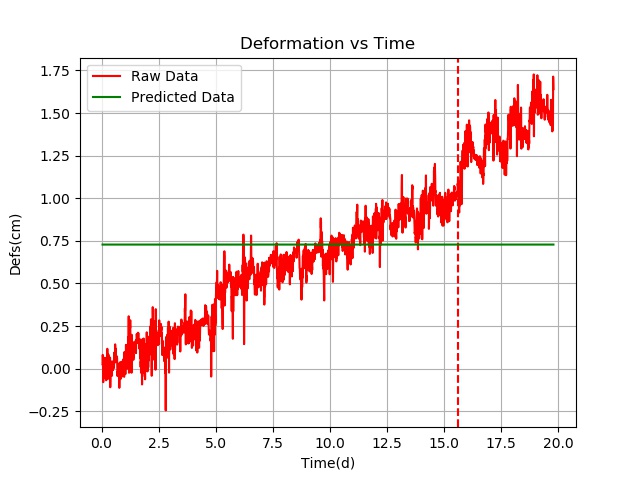 Deformation vs Time
Raw Data
Predicted Data
1.75
1.50
1.25
1.00
0.75
0.50
0.25
0.00
−0.25
Defs(cm)
0.0 2.5 5.0 7.5 10.0 12.5 15.0 17.5 20.0
Time(d)